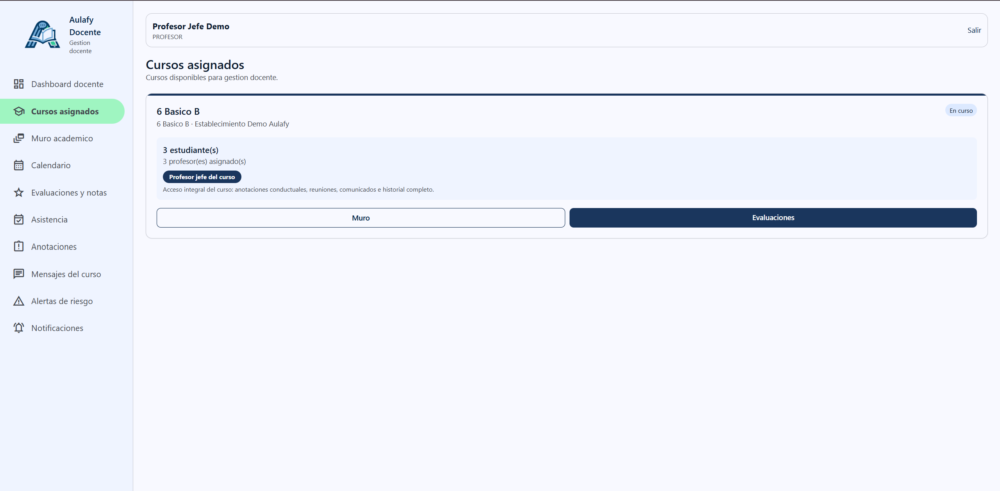 Aulafy
Docente
Gestion
docente
Dashboard docente
Cursos asignados
Muro academico
Calendario
Evaluaciones y notas
Asistencia
Anotaciones
Mensajes del curso
Alertas de riesgo
Notificaciones
Profesor Jefe Demo
PROFESOR
Salir
Cursos asignados
Cursos disponibles para gestion docente.
6 Basico B
En curso
6 Basico B · Establecimiento Demo Aulafy
3 estudiante(s)
3 profesor(es) asignado(s)
Profesor jefe del curso
Acceso integral del curso: anotaciones conductuales, reuniones, comunicados e historial completo.
Muro
Evaluaciones